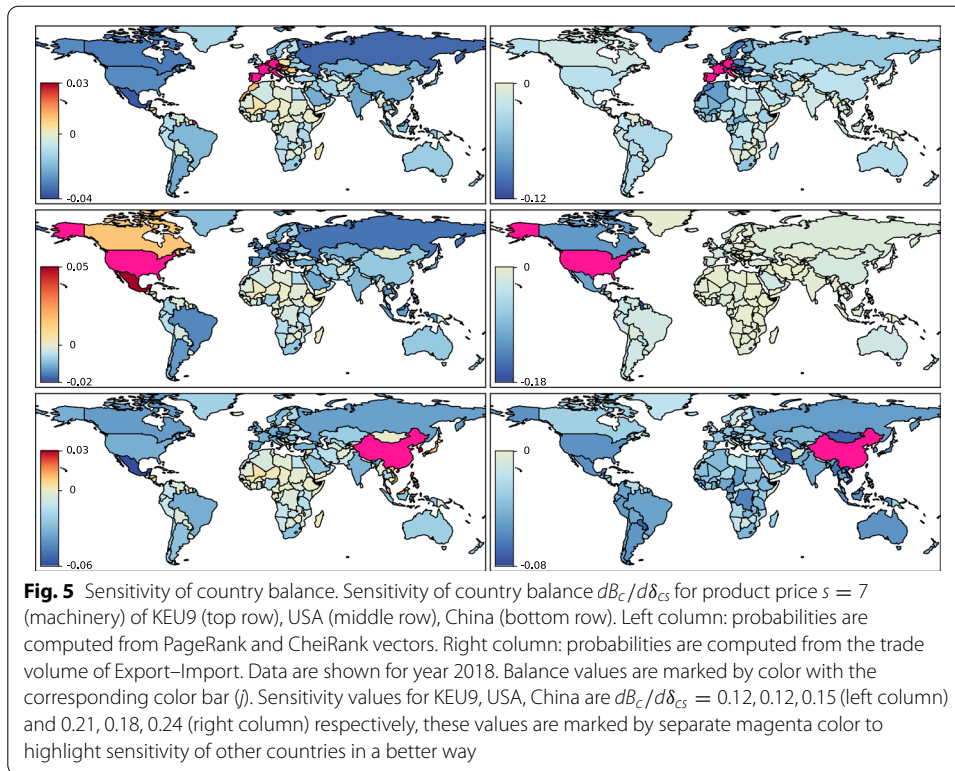 0.03
0
-0.04
0
-0.12
0.05
0
-0.02
0
-0.18
0.03
0
-0.06
0
-0.08
Fig. 5 Sensitivity of country balance. Sensitivity of country balance dB_c/dδ_cs for product price s = 7
(machinery) of KEU9 (top row), USA (middle row), China (bottom row). Left column: probabilities are
computed from PageRank and CheiRank vectors. Right column: probabilities are computed from the trade
volume of Export–Import. Data are shown for year 2018. Balance values are marked by color with the
corresponding color bar (j). Sensitivity values for KEU9, USA, China are dB_c/dδ_cs = 0.12, 0.12, 0.15 (left column)
and 0.21, 0.18, 0.24 (right column) respectively, these values are marked by separate magenta color to
highlight sensitivity of other countries in a better way